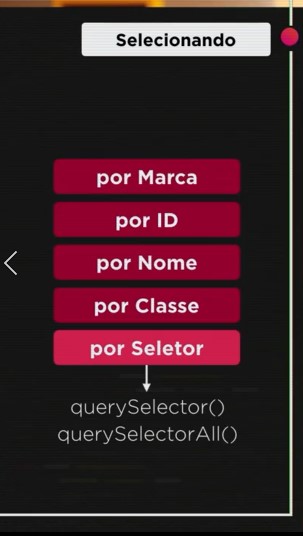 Selecionando
por Marca
por ID
por Nome
por Classe
por Seletor
querySelector()
querySelectorAll()